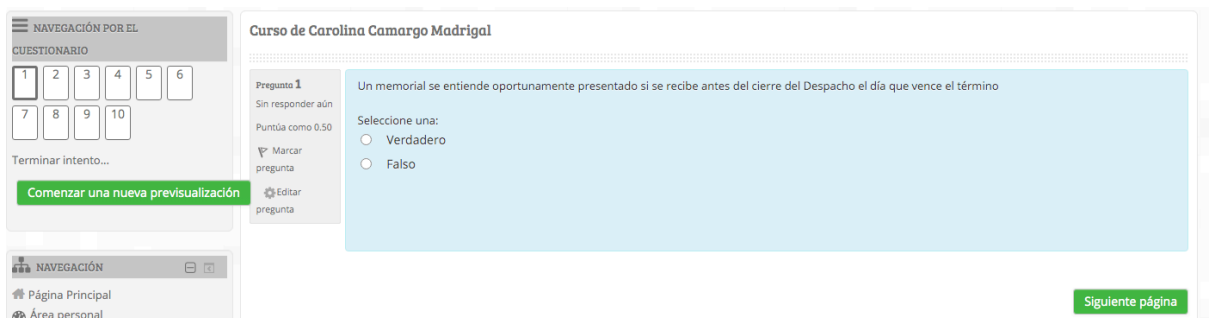 NAVEGACIÓN POR EL
CUESTIONARIO
1 2 3 4 5 6
7 8 9 10
Terminar intento...
Comenzar una nueva previsualización
NAVEGACIÓN
Página Principal
Área personal
Curso de Carolina Camargo Madrigal
Pregunta 1
Sin responder aún
Puntúa como 0.50
Marcar
pregunta
Editar
pregunta
Un memorial se entiende oportunamente presentado si se recibe antes del cierre del Despacho el día que vence el término
Seleccione una:
Verdadero
Falso
Siguiente página